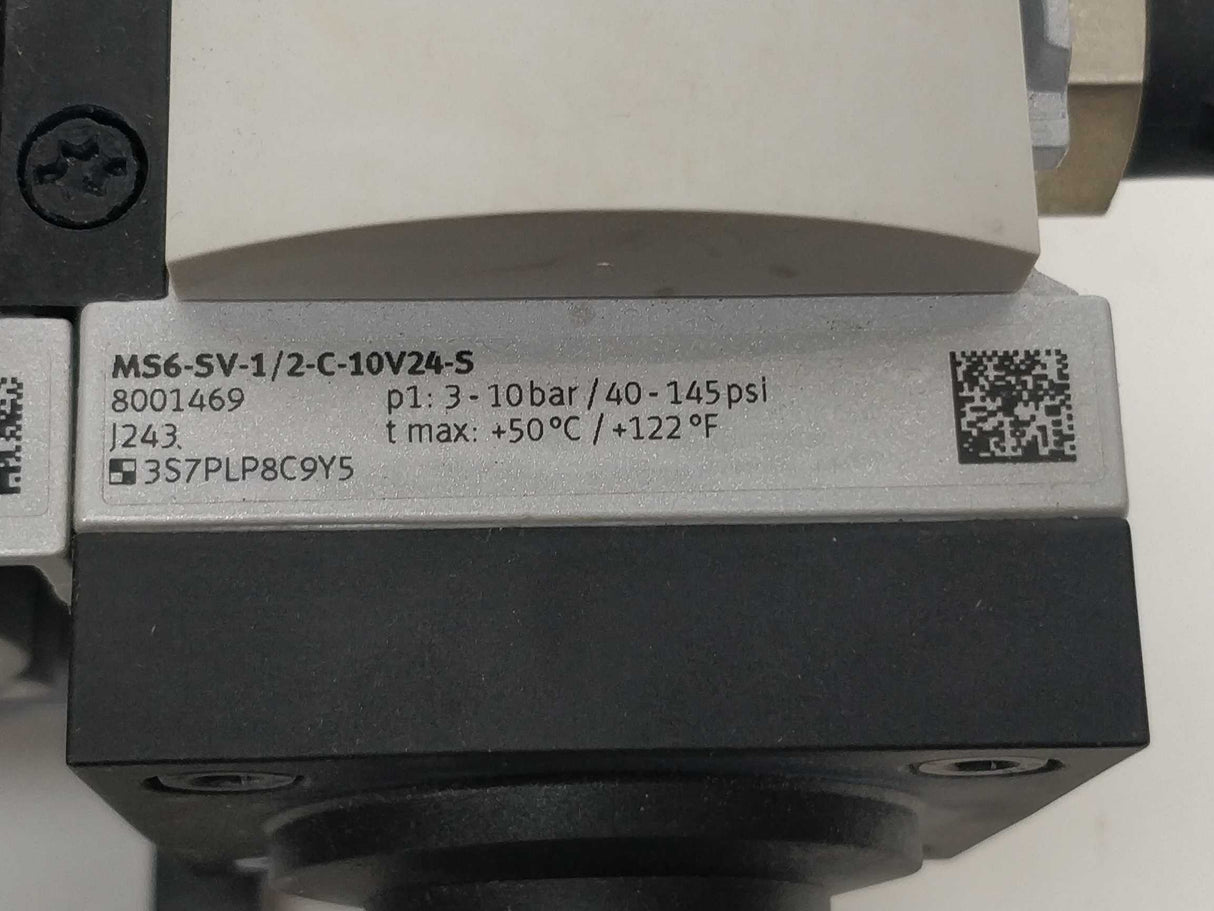 MS6-SV-1/2-C-10V24-S
8001469 p1: 3 - 10 bar / 40 - 145 psi
J243 t max: +50 °C / +122 °F
3S7PLP8C9Y5